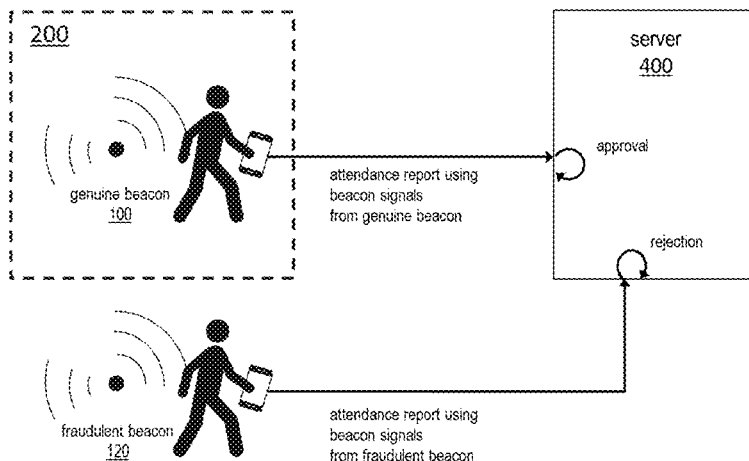 200
genuine beacon
100
attendance report using
beacon signals
from genuine beacon
server
400
approval
rejection
fraudulent beacon
120
attendance report using
beacon signals
from fraudulent beacon